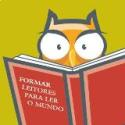 FORMAR
LEITORES
PARA LER
O MUNDO